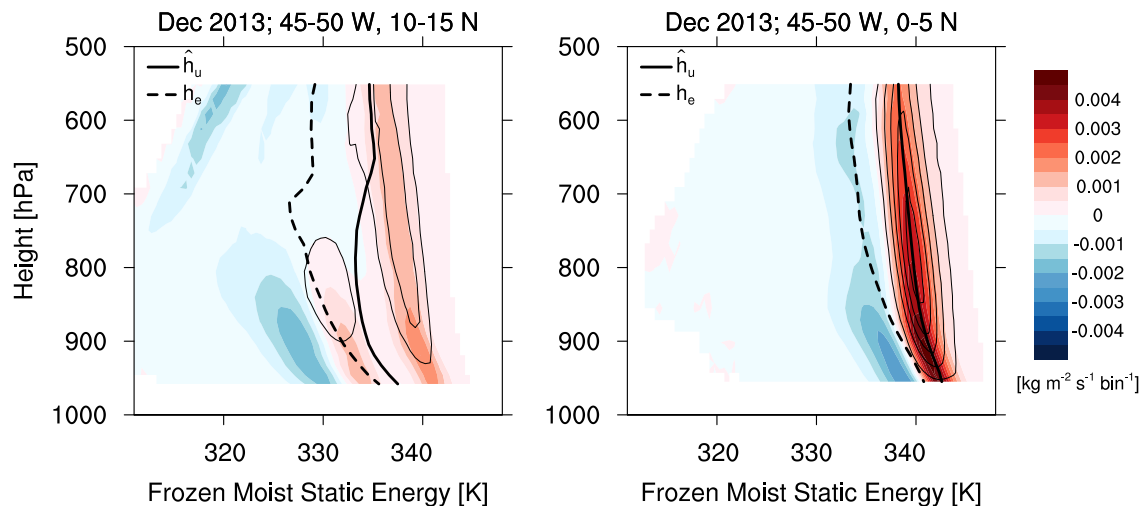 Dec 2013; 45-50 W, 10-15 N
Dec 2013; 45-50 W, 0-5 N
Height [hPa]
500
600
700
800
900
1000
ĥᵤ
hₑ
320
330
340
Frozen Moist Static Energy [K]
500
600
700
800
900
1000
ĥᵤ
hₑ
320
330
340
Frozen Moist Static Energy [K]
0.004
0.003
0.002
0.001
0
-0.001
-0.002
-0.003
-0.004
[kg m⁻² s⁻¹ bin⁻¹]